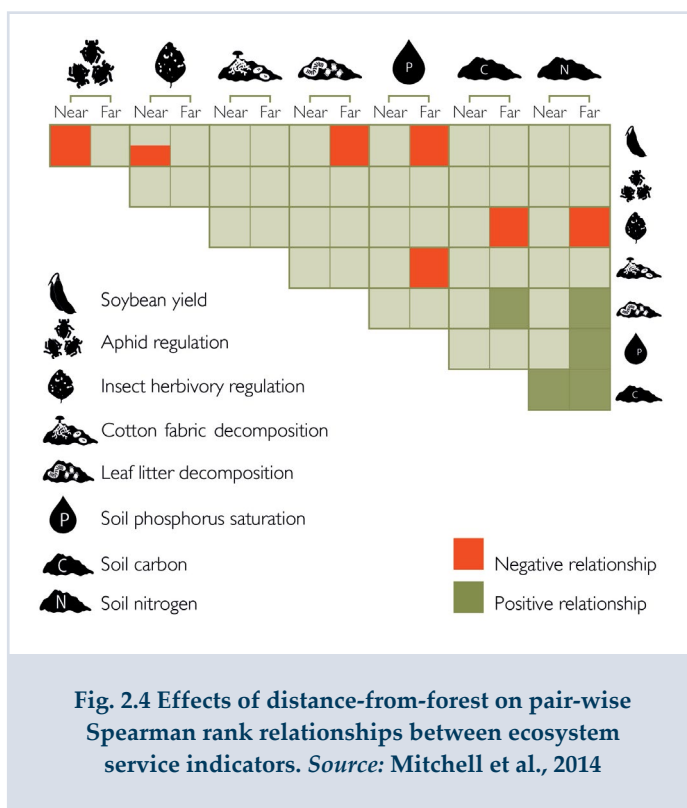 P C N
Near Far Near Far Near Far Near Far Near Far Near Far Near Far
P
C
Soybean yield
Aphid regulation
Insect herbivory regulation
Cotton fabric decomposition
Leaf litter decomposition
P Soil phosphorus saturation
C Soil carbon
N Soil nitrogen
Negative relationship
Positive relationship
Fig. 2.4 Effects of distance-from-forest on pair-wise
Spearman rank relationships between ecosystem
service indicators. Source: Mitchell et al., 2014